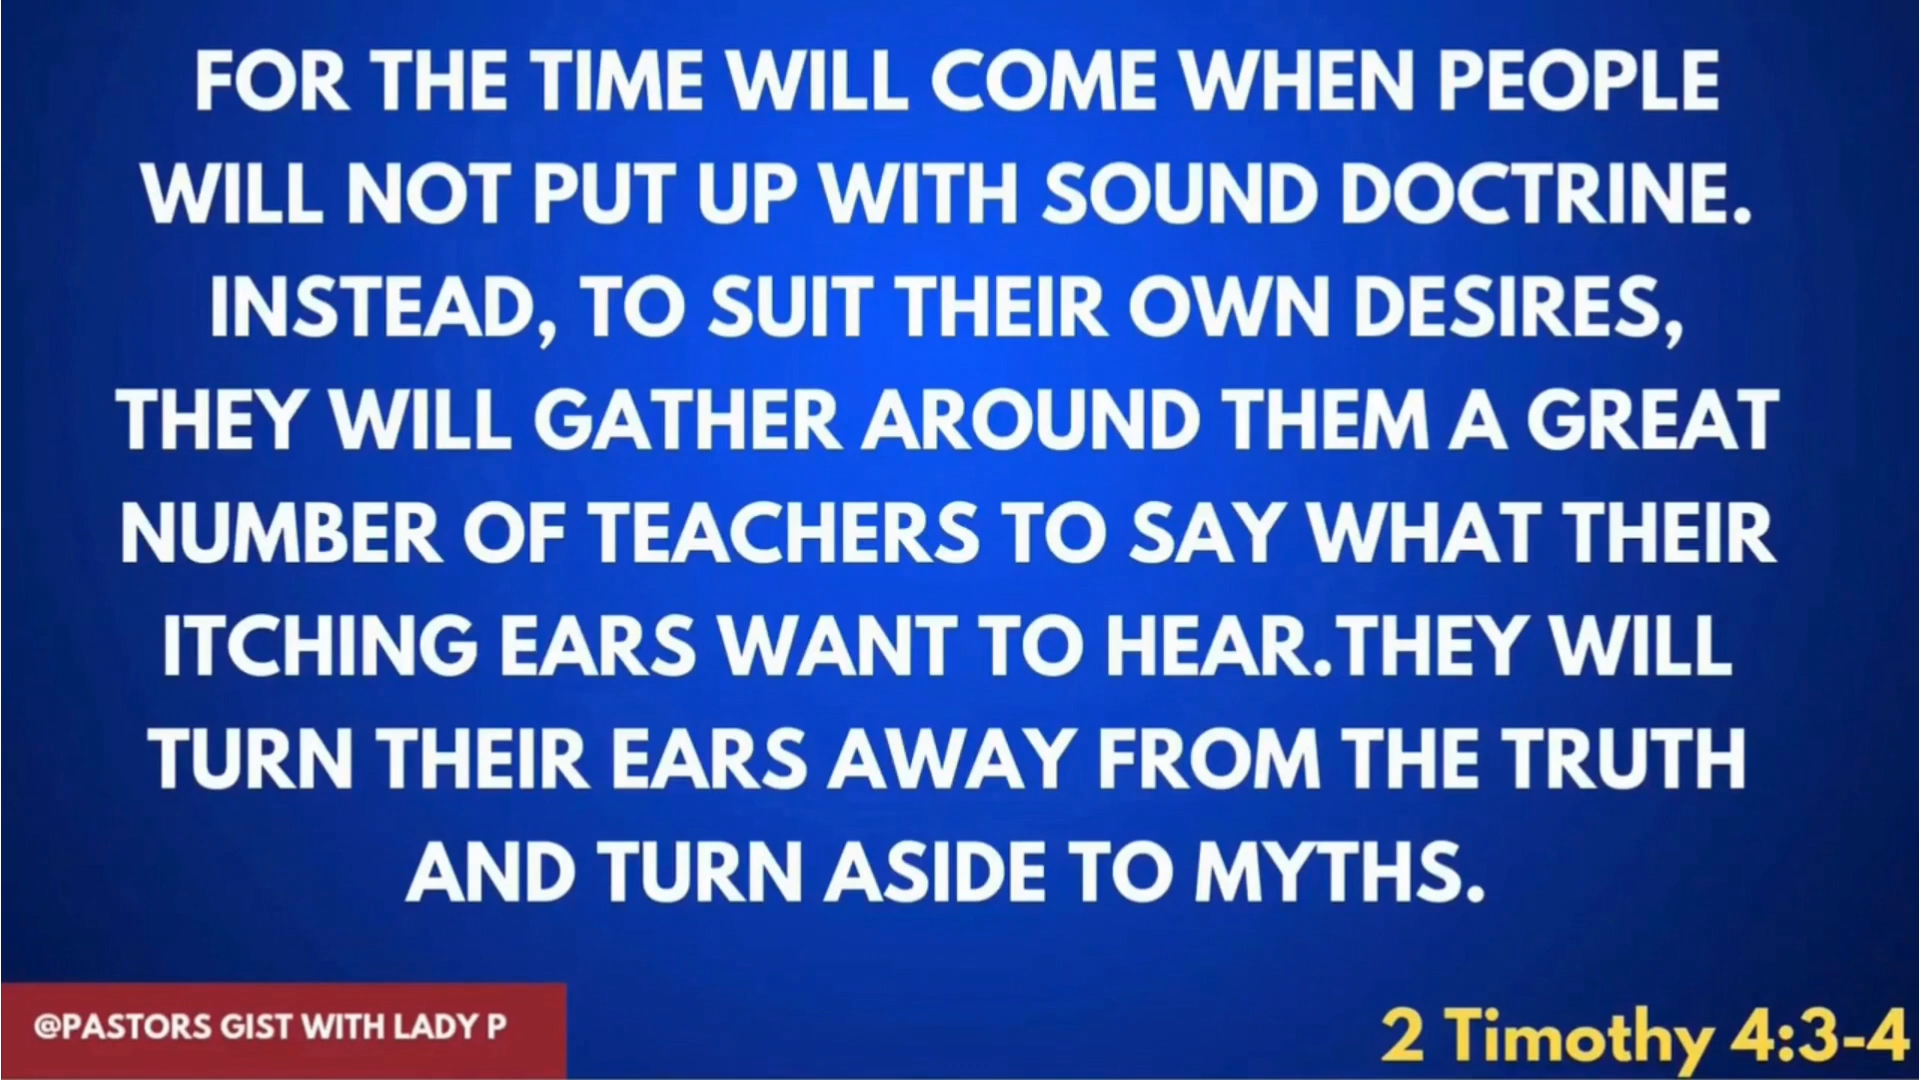 FOR THE TIME WILL COME WHEN PEOPLE
WILL NOT PUT UP WITH SOUND DOCTRINE.
INSTEAD, TO SUIT THEIR OWN DESIRES,
THEY WILL GATHER AROUND THEM A GREAT
NUMBER OF TEACHERS TO SAY WHAT THEIR
ITCHING EARS WANT TO HEAR.THEY WILL
TURN THEIR EARS AWAY FROM THE TRUTH
AND TURN ASIDE TO MYTHS.
@PASTORS GIST WITH LADY P
2 Timothy 4:3-4